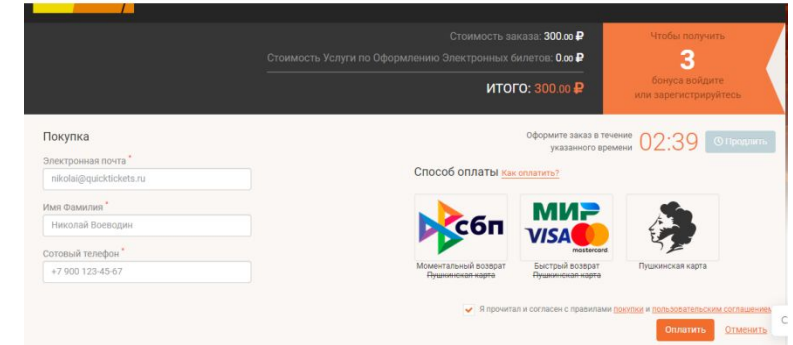 Стоимость заказа: 300.00 ₽
Стоимость Услуги по Оформлению Электронных билетов: 0.00 ₽
ИТОГО: 300.00 ₽
Чтобы получить
3
бонуса войдите
или зарегистрируйтесь
Покупка
Электронная почта *
nikolai@quicktickets.ru
Имя Фамилия *
Николай Воеводин
Сотовый телефон *
+7 900 123-45-67
Оформите заказ в течение
указанного времени
02:39
Продлить
Способ оплаты Как оплатить?
сбп
МИР
VISA
mastercard
Моментальный возврат
Пушкинская карта
Быстрый возврат
Пушкинская карта
Пушкинская карта
Я прочитал и согласен с правилами покупки и пользовательским соглашением
Оплатить
Отменить
С